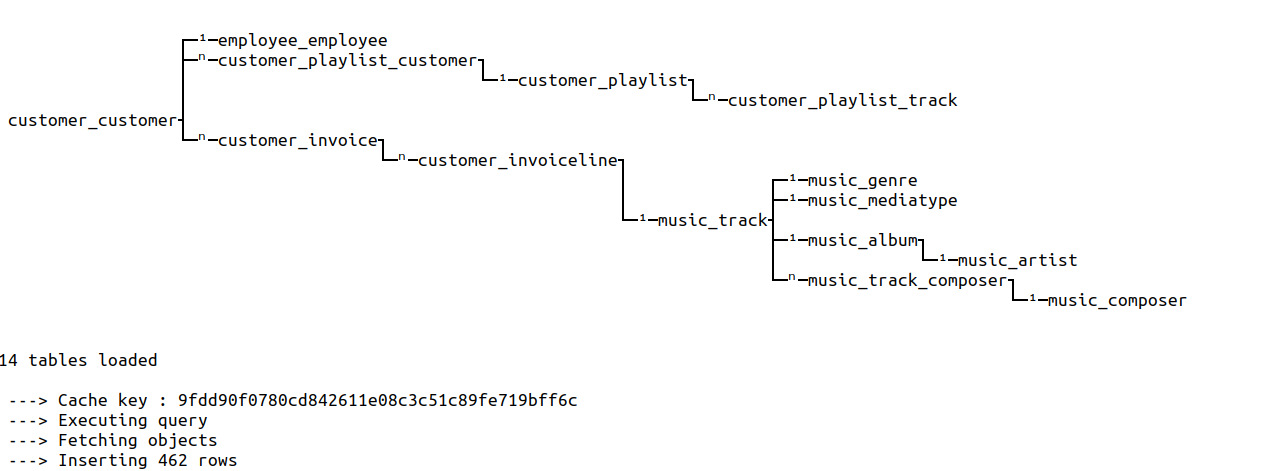 1 employee_employee
n customer_playlist_customer
1 customer_playlist
n customer_playlist_track
customer_customer
n customer_invoice
n customer_invoiceline
1 music_genre
1 music_mediatype
1 music_track
1 music_album
1 music_artist
n music_track_composer
1 music_composer
14 tables loaded
---> Cache key : 9fdd90f0780cd842611e08c3c51c89fe719bff6c
---> Executing query
---> Fetching objects
---> Inserting 462 rows